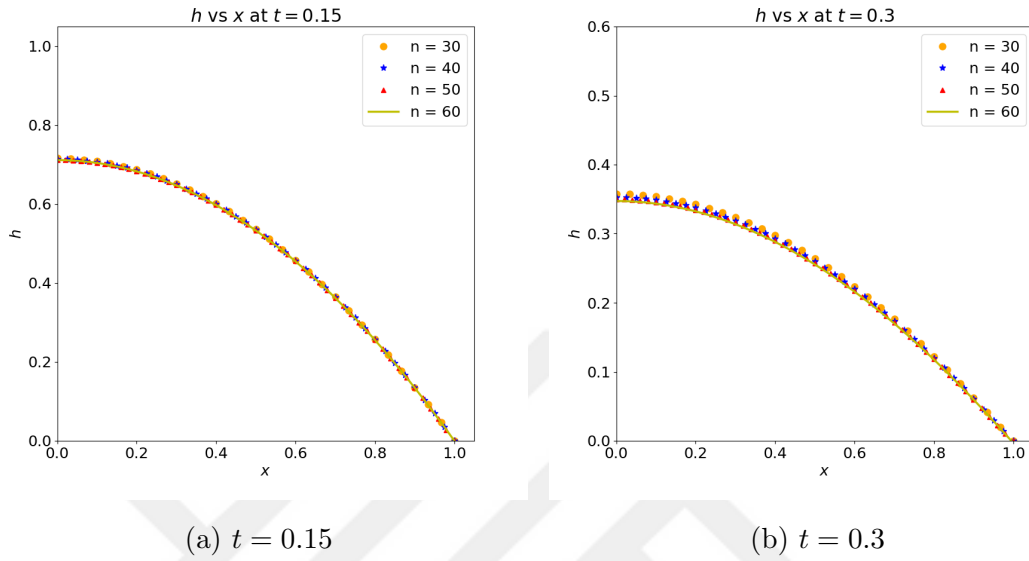 h vs x at t = 0.15
1.0
0.8
0.6
0.4
0.2
0.0
h
0.0 0.2 0.4 0.6 0.8 1.0
x
n = 30
n = 40
n = 50
n = 60
(a) t = 0.15
h vs x at t = 0.3
0.6
0.5
0.4
0.3
0.2
0.1
0.0
h
0.0 0.2 0.4 0.6 0.8 1.0
x
n = 30
n = 40
n = 50
n = 60
(b) t = 0.3